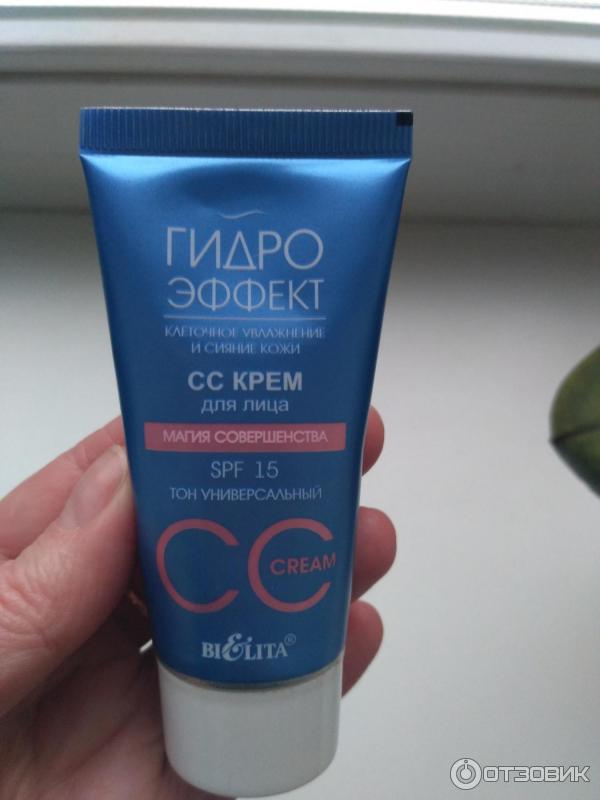 ГИДРО
ЭФФЕКТ
КЛЕТОЧНОЕ УВЛАЖНЕНИЕ
И СИЯНИЕ КОЖИ
СС КРЕМ
для лица
МАГИЯ СОВЕРШЕНСТВА
SPF 15
ТОН УНИВЕРСАЛЬНЫЙ
CC
CREAM
BIELITA®
ОТЗОВИК